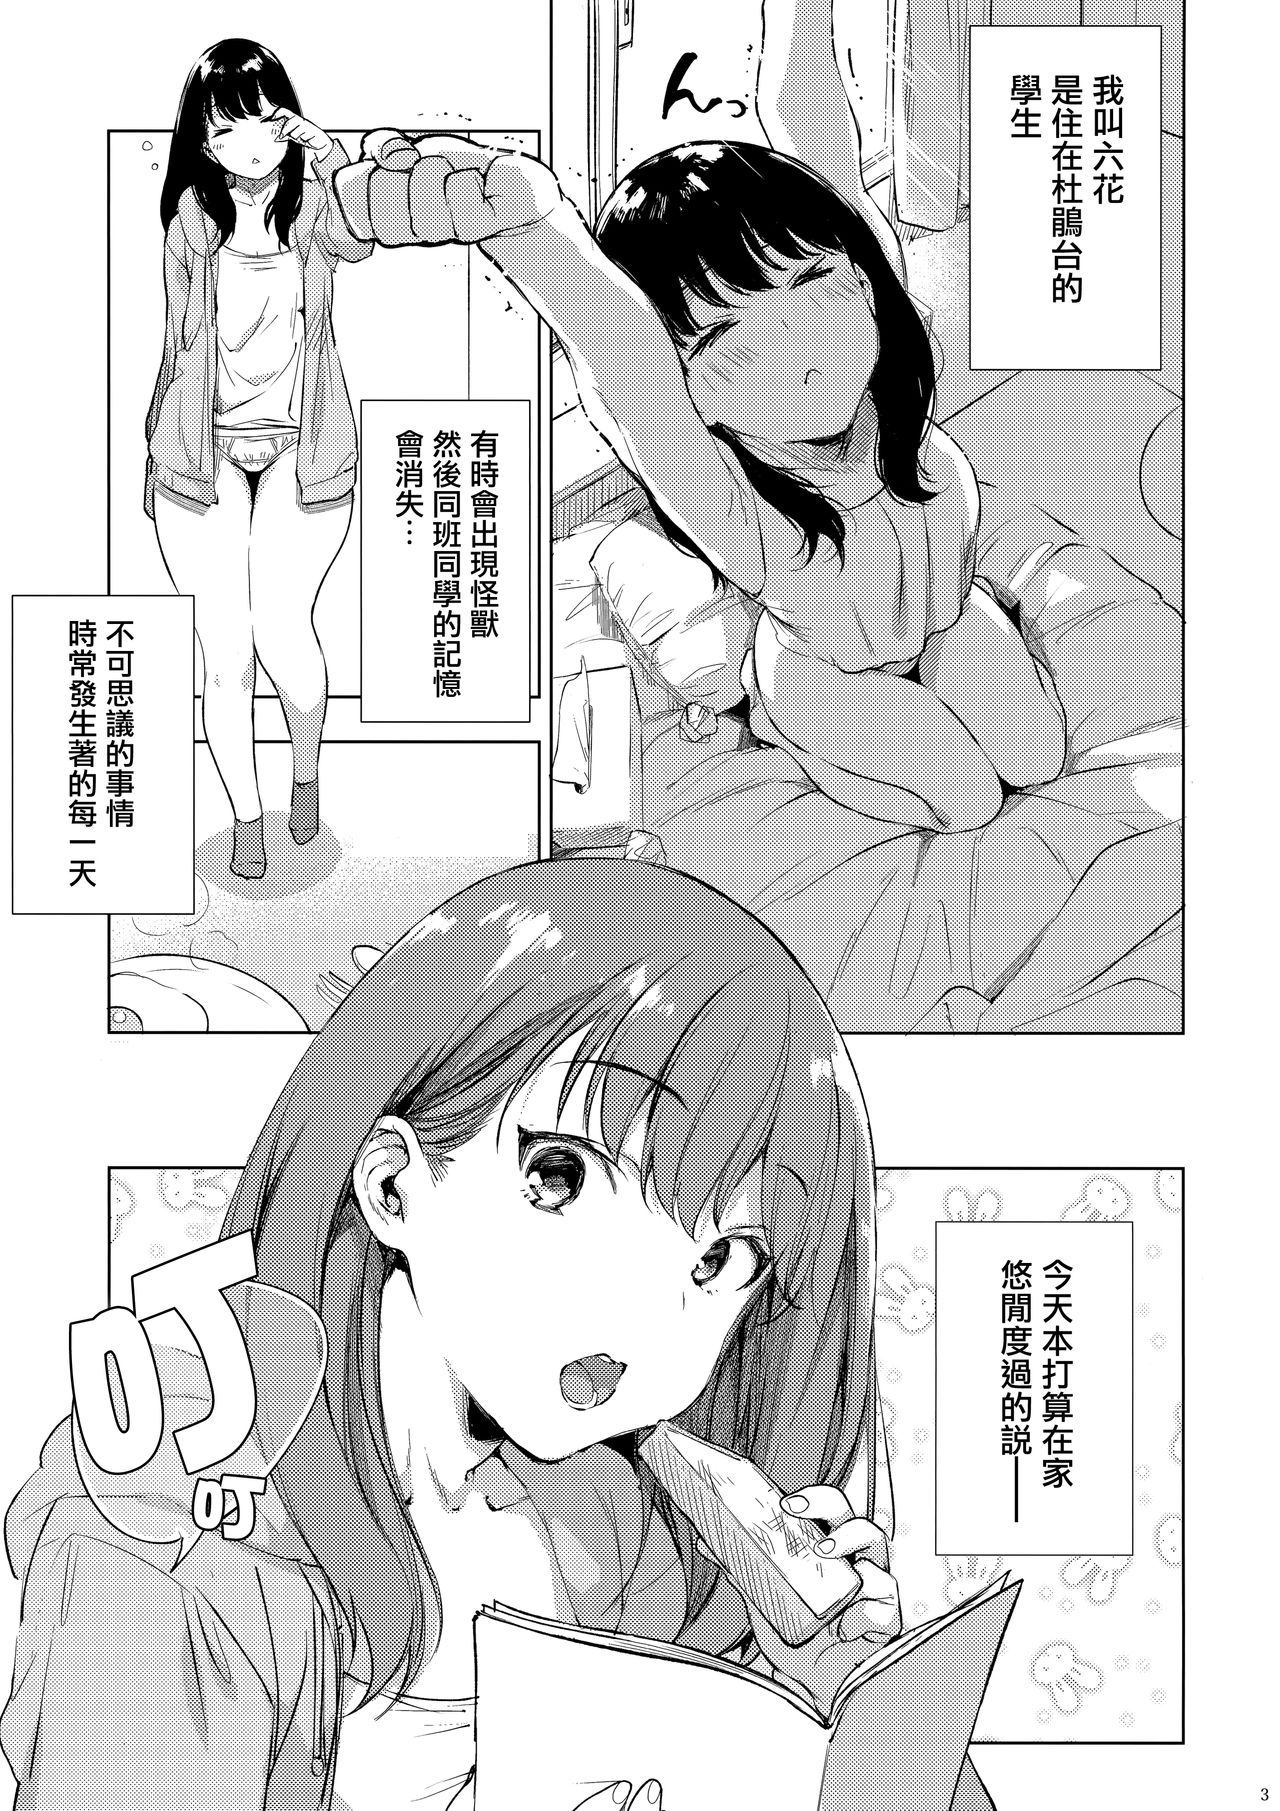 我叫六花
是住在杜鵑台的
學生
んっ
有時會出現怪獸
然後同班同學的記憶
會消失…
不可思議的事情
時常發生著的每一天
今天本打算在家
悠閒度過的説——
叮
叮
3